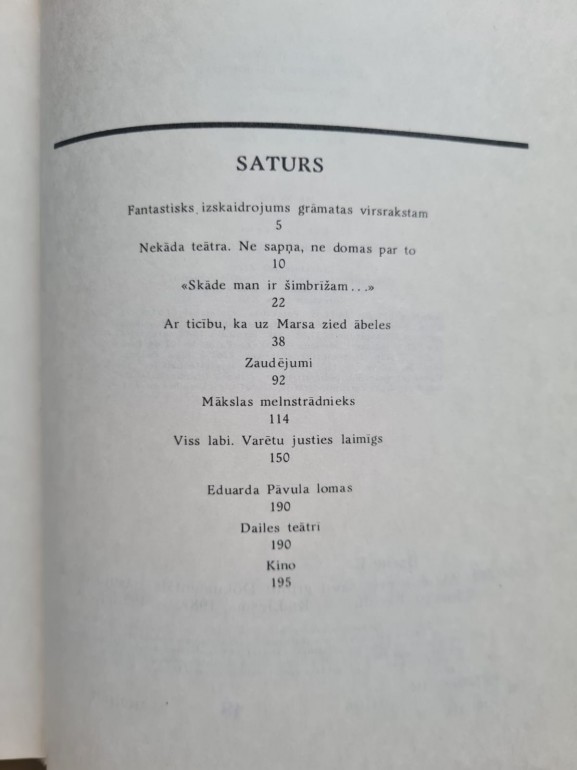 SATURS
Fantastisks izskaidrojums grāmatas virsrakstam
5
Nekāda teātra. Ne sapņa, ne domas par to
10
«Skāde man ir šimbrīžam...»
22
Ar ticību, ka uz Marsa zied ābeles
38
Zaudējumi
92
Mākslas melnstrādnieks
114
Viss labi. Varētu justies laimīgs
150
Eduarda Pāvula lomas
190
Dailes teātrī
190
Kino
195